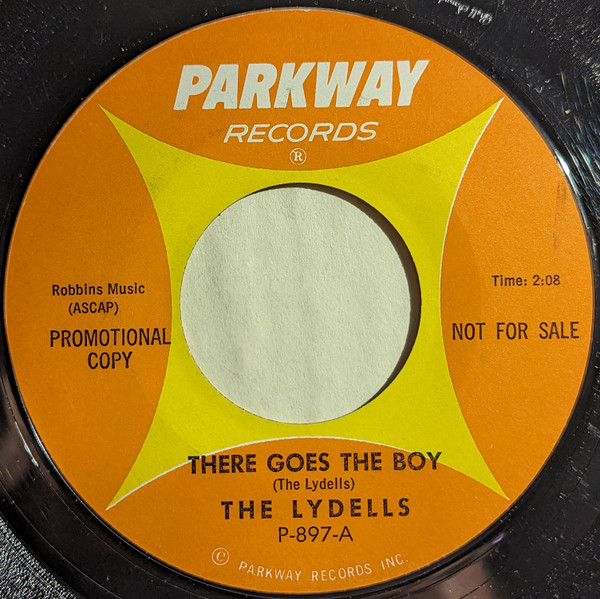 PARKWAY
RECORDS
®
Robbins Music
(ASCAP)
PROMOTIONAL
COPY
Time: 2:08
NOT FOR SALE
THERE GOES THE BOY
(The Lydells)
THE LYDELLS
P-897-A
© PARKWAY RECORDS INC.